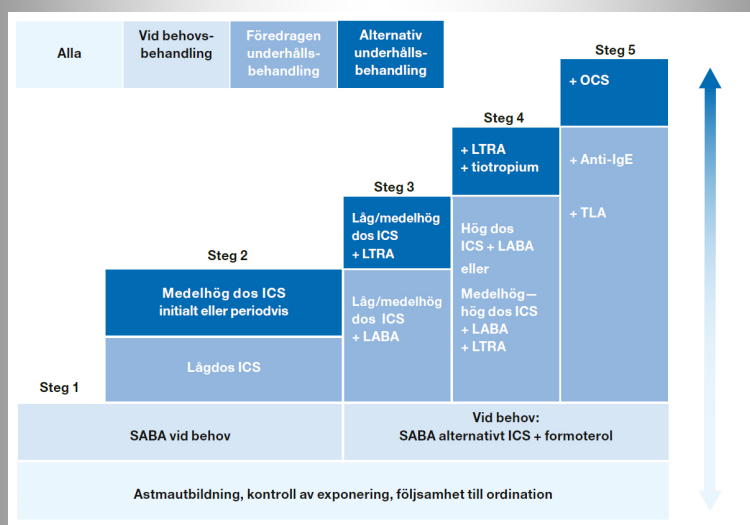 Alla
Vid behovs-
behandling
Föredragen
underhålls-
behandling
Alternativ
underhålls-
behandling
Steg 5
+ OCS
+ Anti-IgE
+ TLA
Steg 4
+ LTRA
+ tiotropium
Hög dos
ICS + LABA
eller
Medelhög—
hög dos ICS
+ LABA
+ LTRA
Steg 3
Låg/medelhög
dos ICS
+ LTRA
Låg/medelhög
dos ICS
+ LABA
Steg 2
Medelhög dos ICS
initialt eller periodvis
Lågdos ICS
Steg 1
SABA vid behov
Vid behov:
SABA alternativt ICS + formoterol
Astmautbildning, kontroll av exponering, följsamhet till ordination